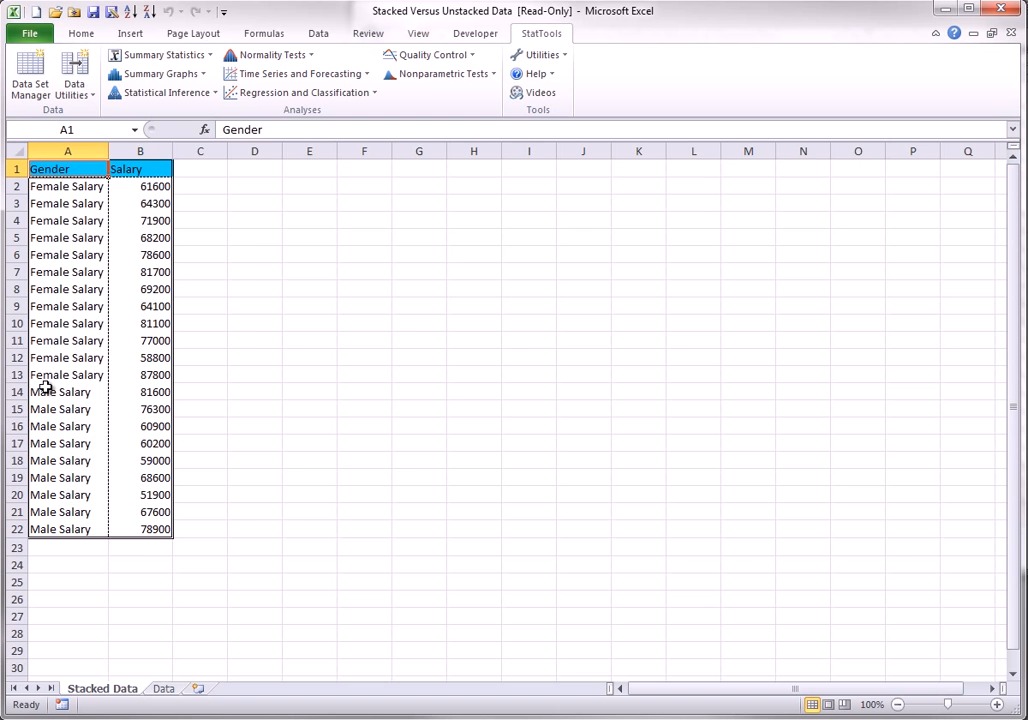 Stacked Versus Unstacked Data [Read-Only] - Microsoft Excel
File Home Insert Page Layout Formulas Data Review View Developer StatTools
Data Set Manager
Data Utilities
Data
Summary Statistics
Summary Graphs
Statistical Inference
Normality Tests
Time Series and Forecasting
Regression and Classification
Quality Control
Nonparametric Tests
Analyses
Utilities
Help
Videos
Tools
A1 fx Gender
A B C D E F G H I J K L M N O P Q
1 Gender Salary
2 Female Salary 61600
3 Female Salary 64300
4 Female Salary 71900
5 Female Salary 68200
6 Female Salary 78600
7 Female Salary 81700
8 Female Salary 69200
9 Female Salary 64100
10 Female Salary 81100
11 Female Salary 77000
12 Female Salary 58800
13 Female Salary 87800
14 Male Salary 81600
15 Male Salary 76300
16 Male Salary 60900
17 Male Salary 60200
18 Male Salary 59000
19 Male Salary 68600
20 Male Salary 51900
21 Male Salary 67600
22 Male Salary 78900
23
24
25
26
27
28
29
30
Stacked Data Data
Ready 100%